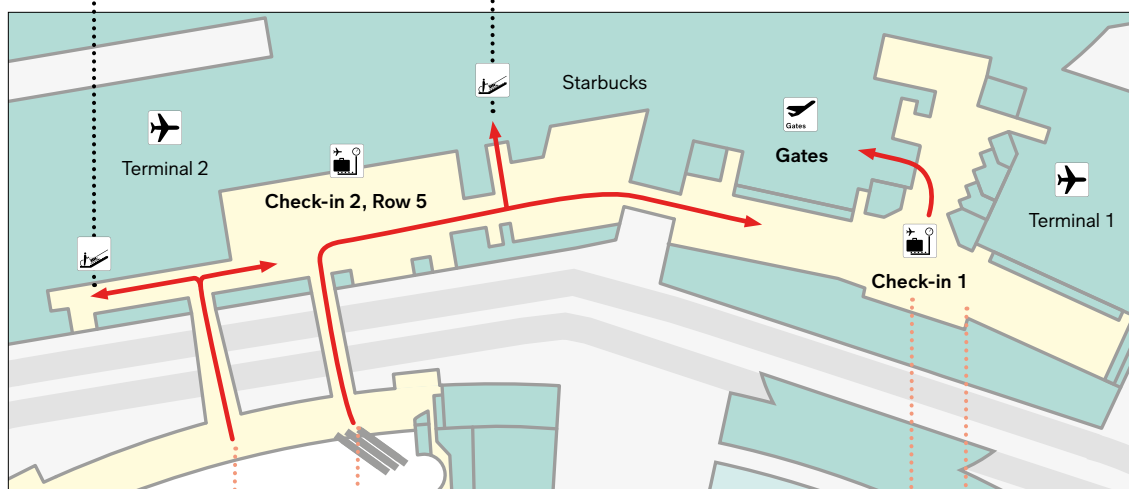 Starbucks
Gates
Gates
Terminal 2
Check-in 2, Row 5
Terminal 1
Check-in 1